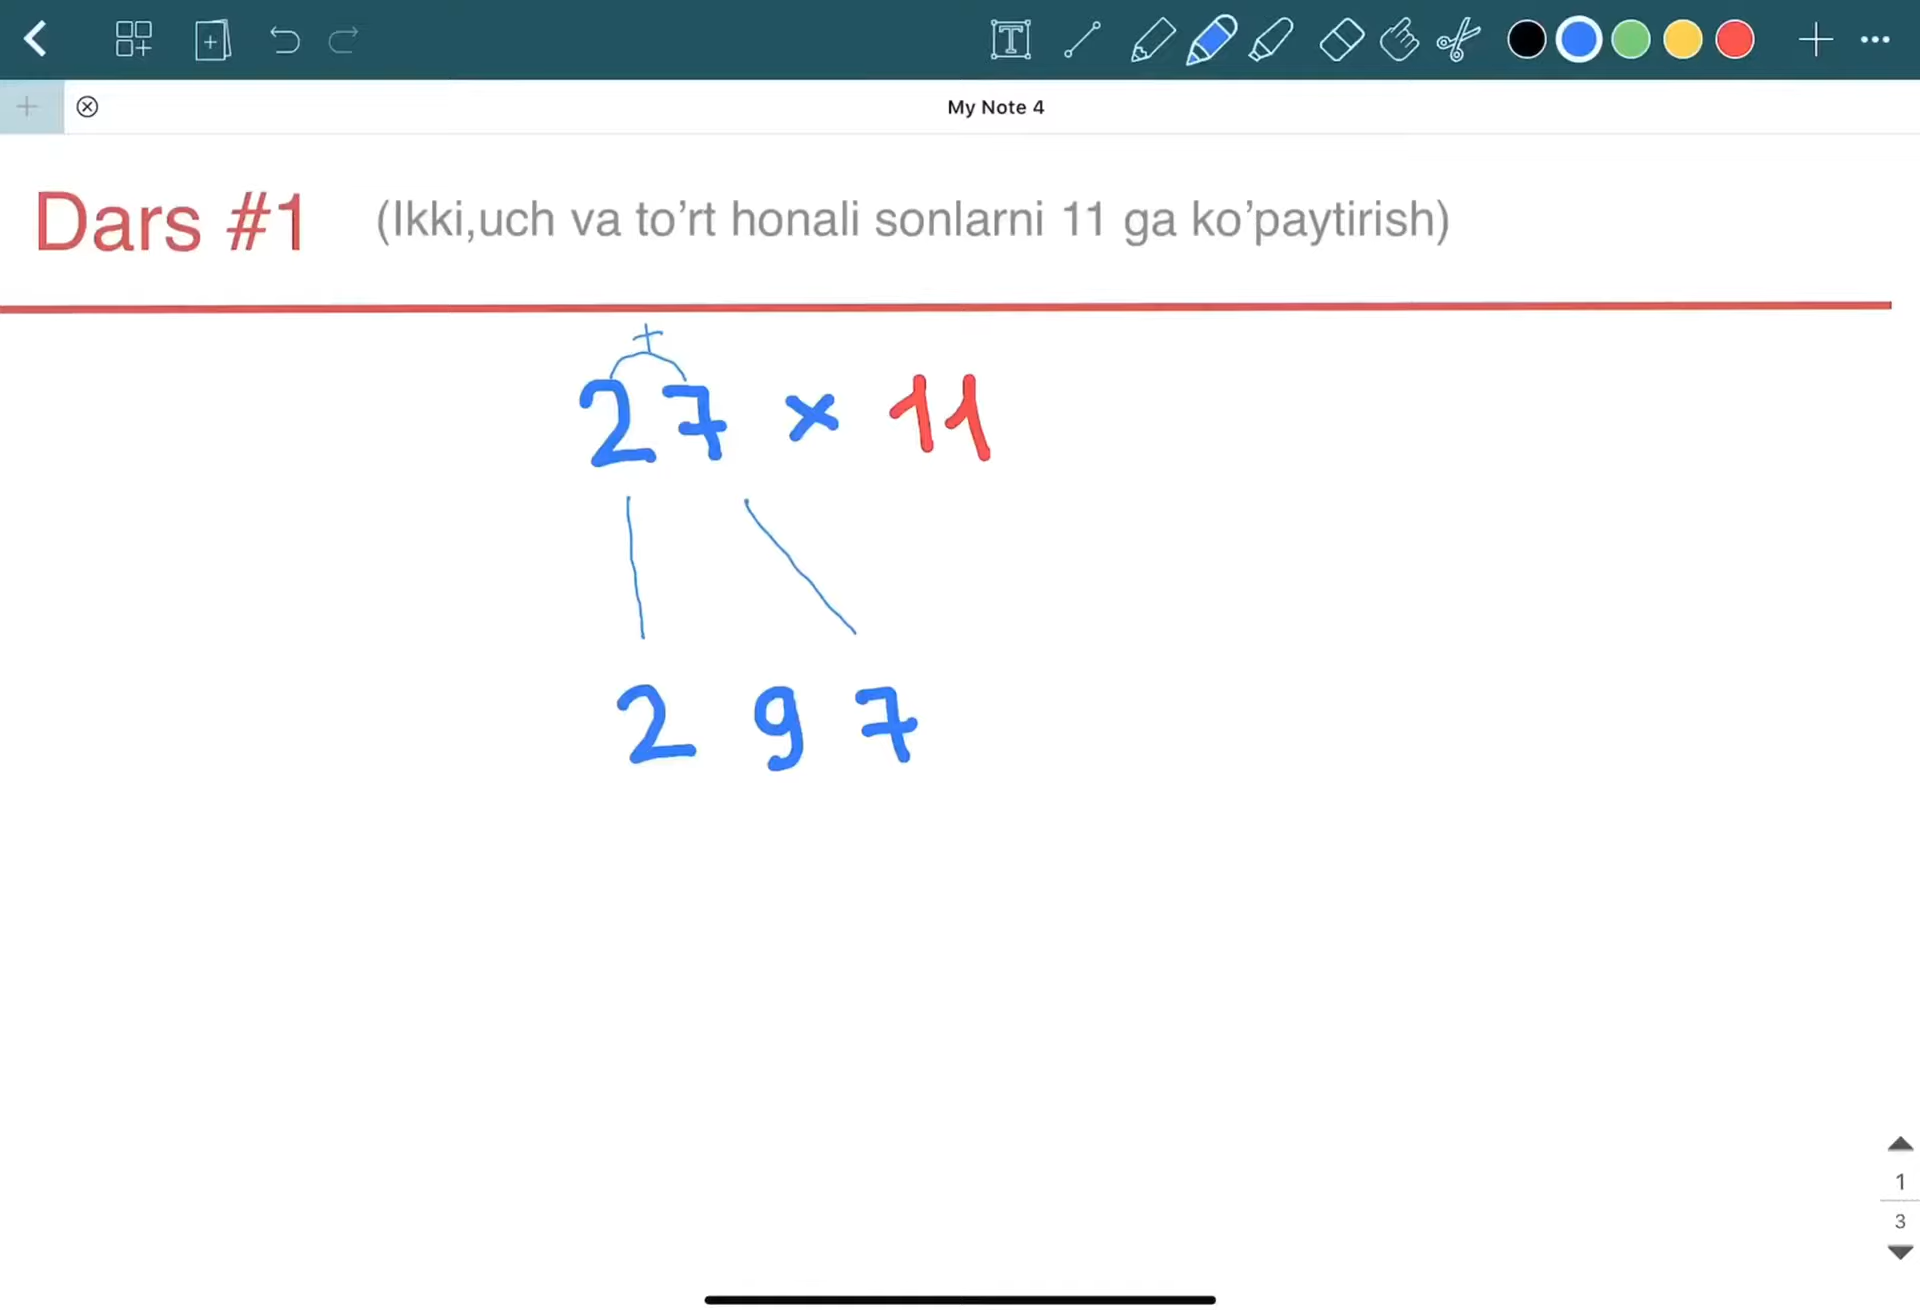 My Note 4
Dars #1 (Ikki,uch va to’rt honali sonlarni 11 ga ko’paytirish)
+
27 × 11
2 9 7
1
3